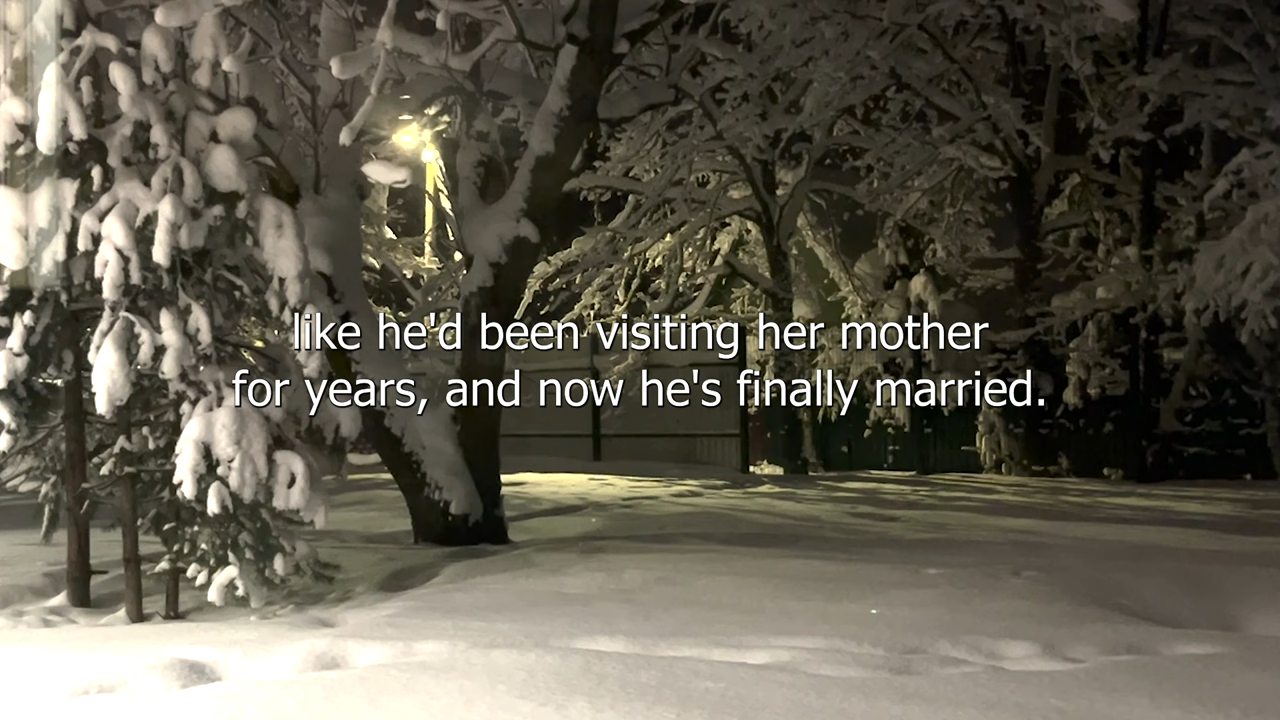 like he'd been visiting her mother
for years, and now he's finally married.